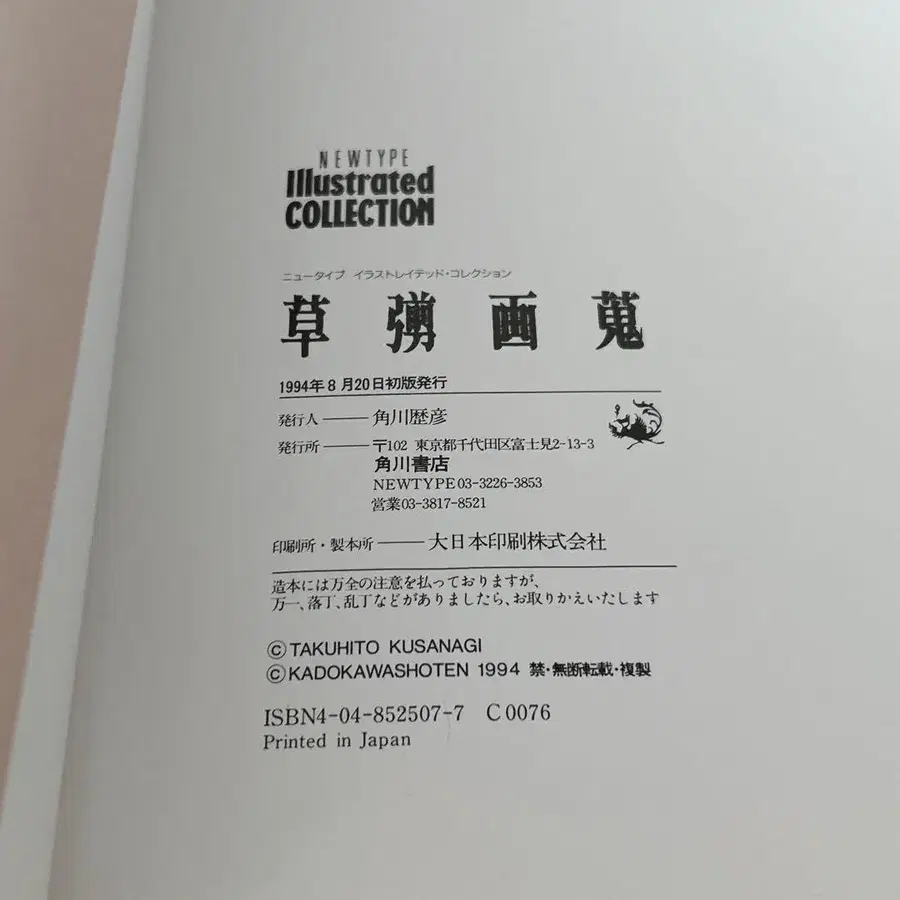 NEWTYPE
Illustrated
COLLECTION
ニュータイプ イラストレイテッド・コレクション
草彅画蒐
1994年8月20日初版発行
発行人――角川歴彦
発行所――〒102 東京都千代田区富士見2-13-3
角川書店
NEWTYPE03-3226-3853
営業03-3817-8521
印刷所・製本所――大日本印刷株式会社
造本には万全の注意を払っておりますが、
万一、落丁、乱丁などがありましたら、お取りかえいたします
©TAKUHITO KUSANAGI
©KADOKAWASHOTEN 1994 禁・無断転載・複製
ISBN4-04-852507-7 C0076
Printed in Japan